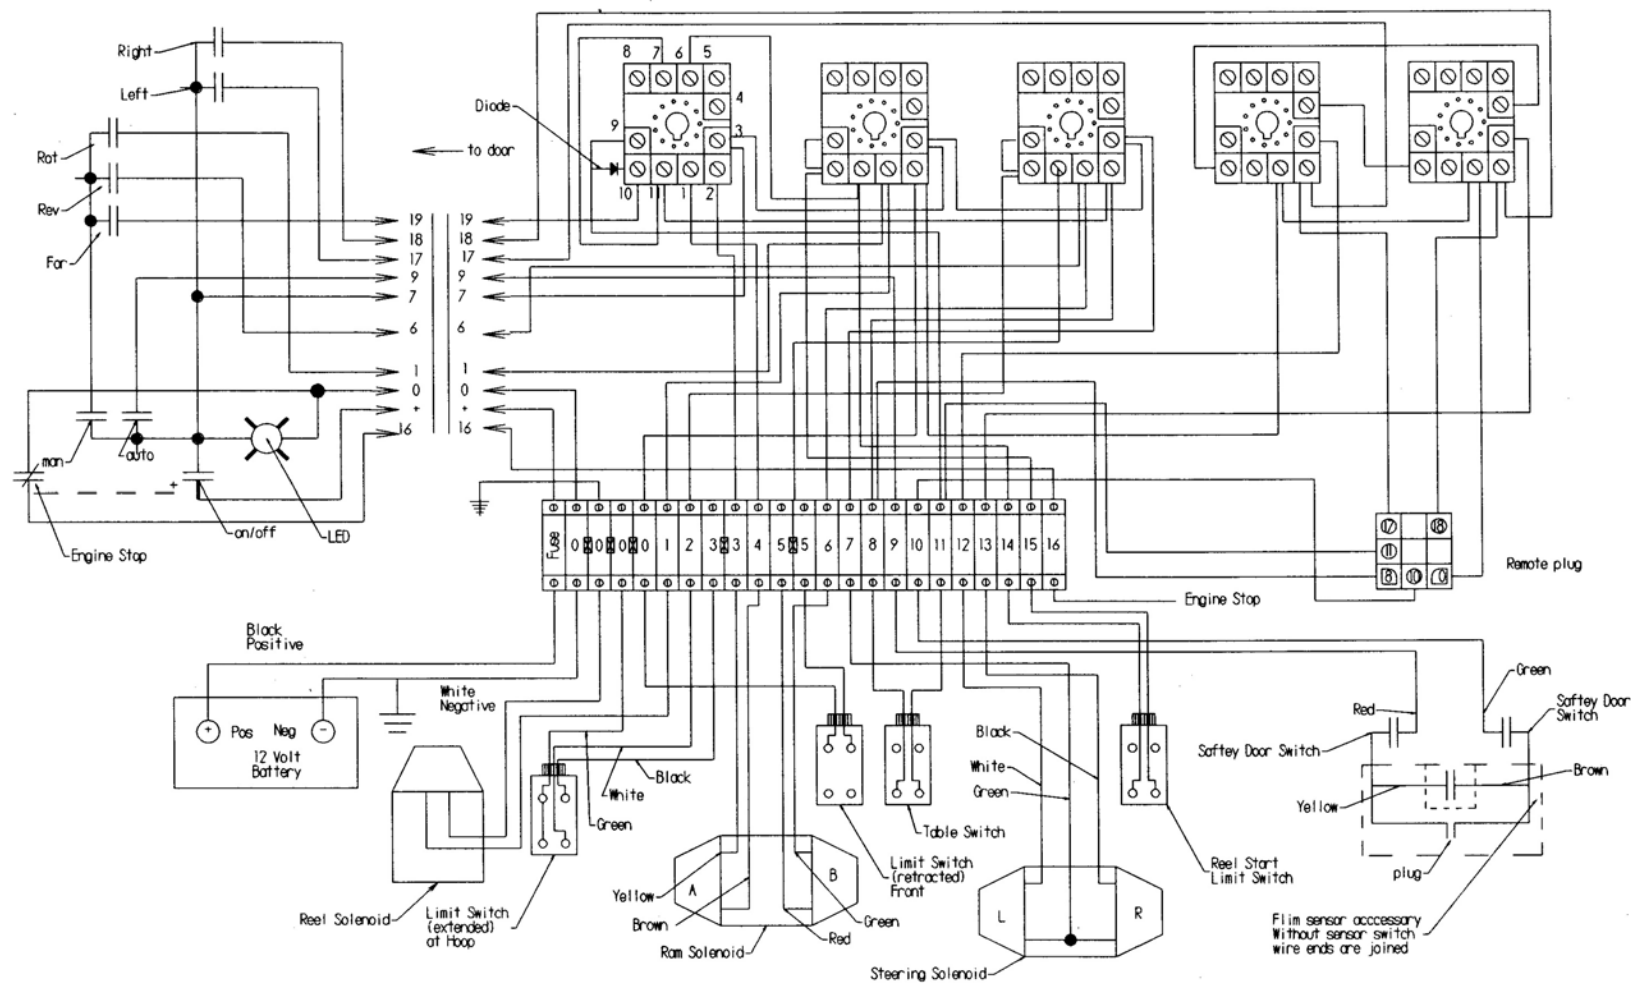 Right
Left
Rot
Rev
For
to door
Diode
8 7 6 5
4
3
9
10 11 1 2
19 19
18 18
17 17
9 9
7 7
6 6
1 1
0 0
+ +
16 16
man
auto
+
on/off
LED
Engine Stop
Fuse 0 0 0 0 1 2 3 3 4 5 5 6 7 8 9 10 11 12 13 14 15 16
17 18
11
8 10 0
Remote plug
Engine Stop
Black
Positive
White
Negative
+ Pos Neg -
12 Volt
Battery
Reel Solenoid
Limit Switch
(extended)
at Hoop
Black
White
Green
A B
Yellow
Brown
Green
Red
Ram Solenoid
Limit Switch
(retracted)
Front
Table Switch
Black
White
Green
L R
Steering Solenoid
Reel Start
Limit Switch
Green
Red
Saftey Door
Switch
Saftey Door Switch
Brown
Yellow
plug
Flim sensor acccessary
Without sensor switch
wire ends are joined